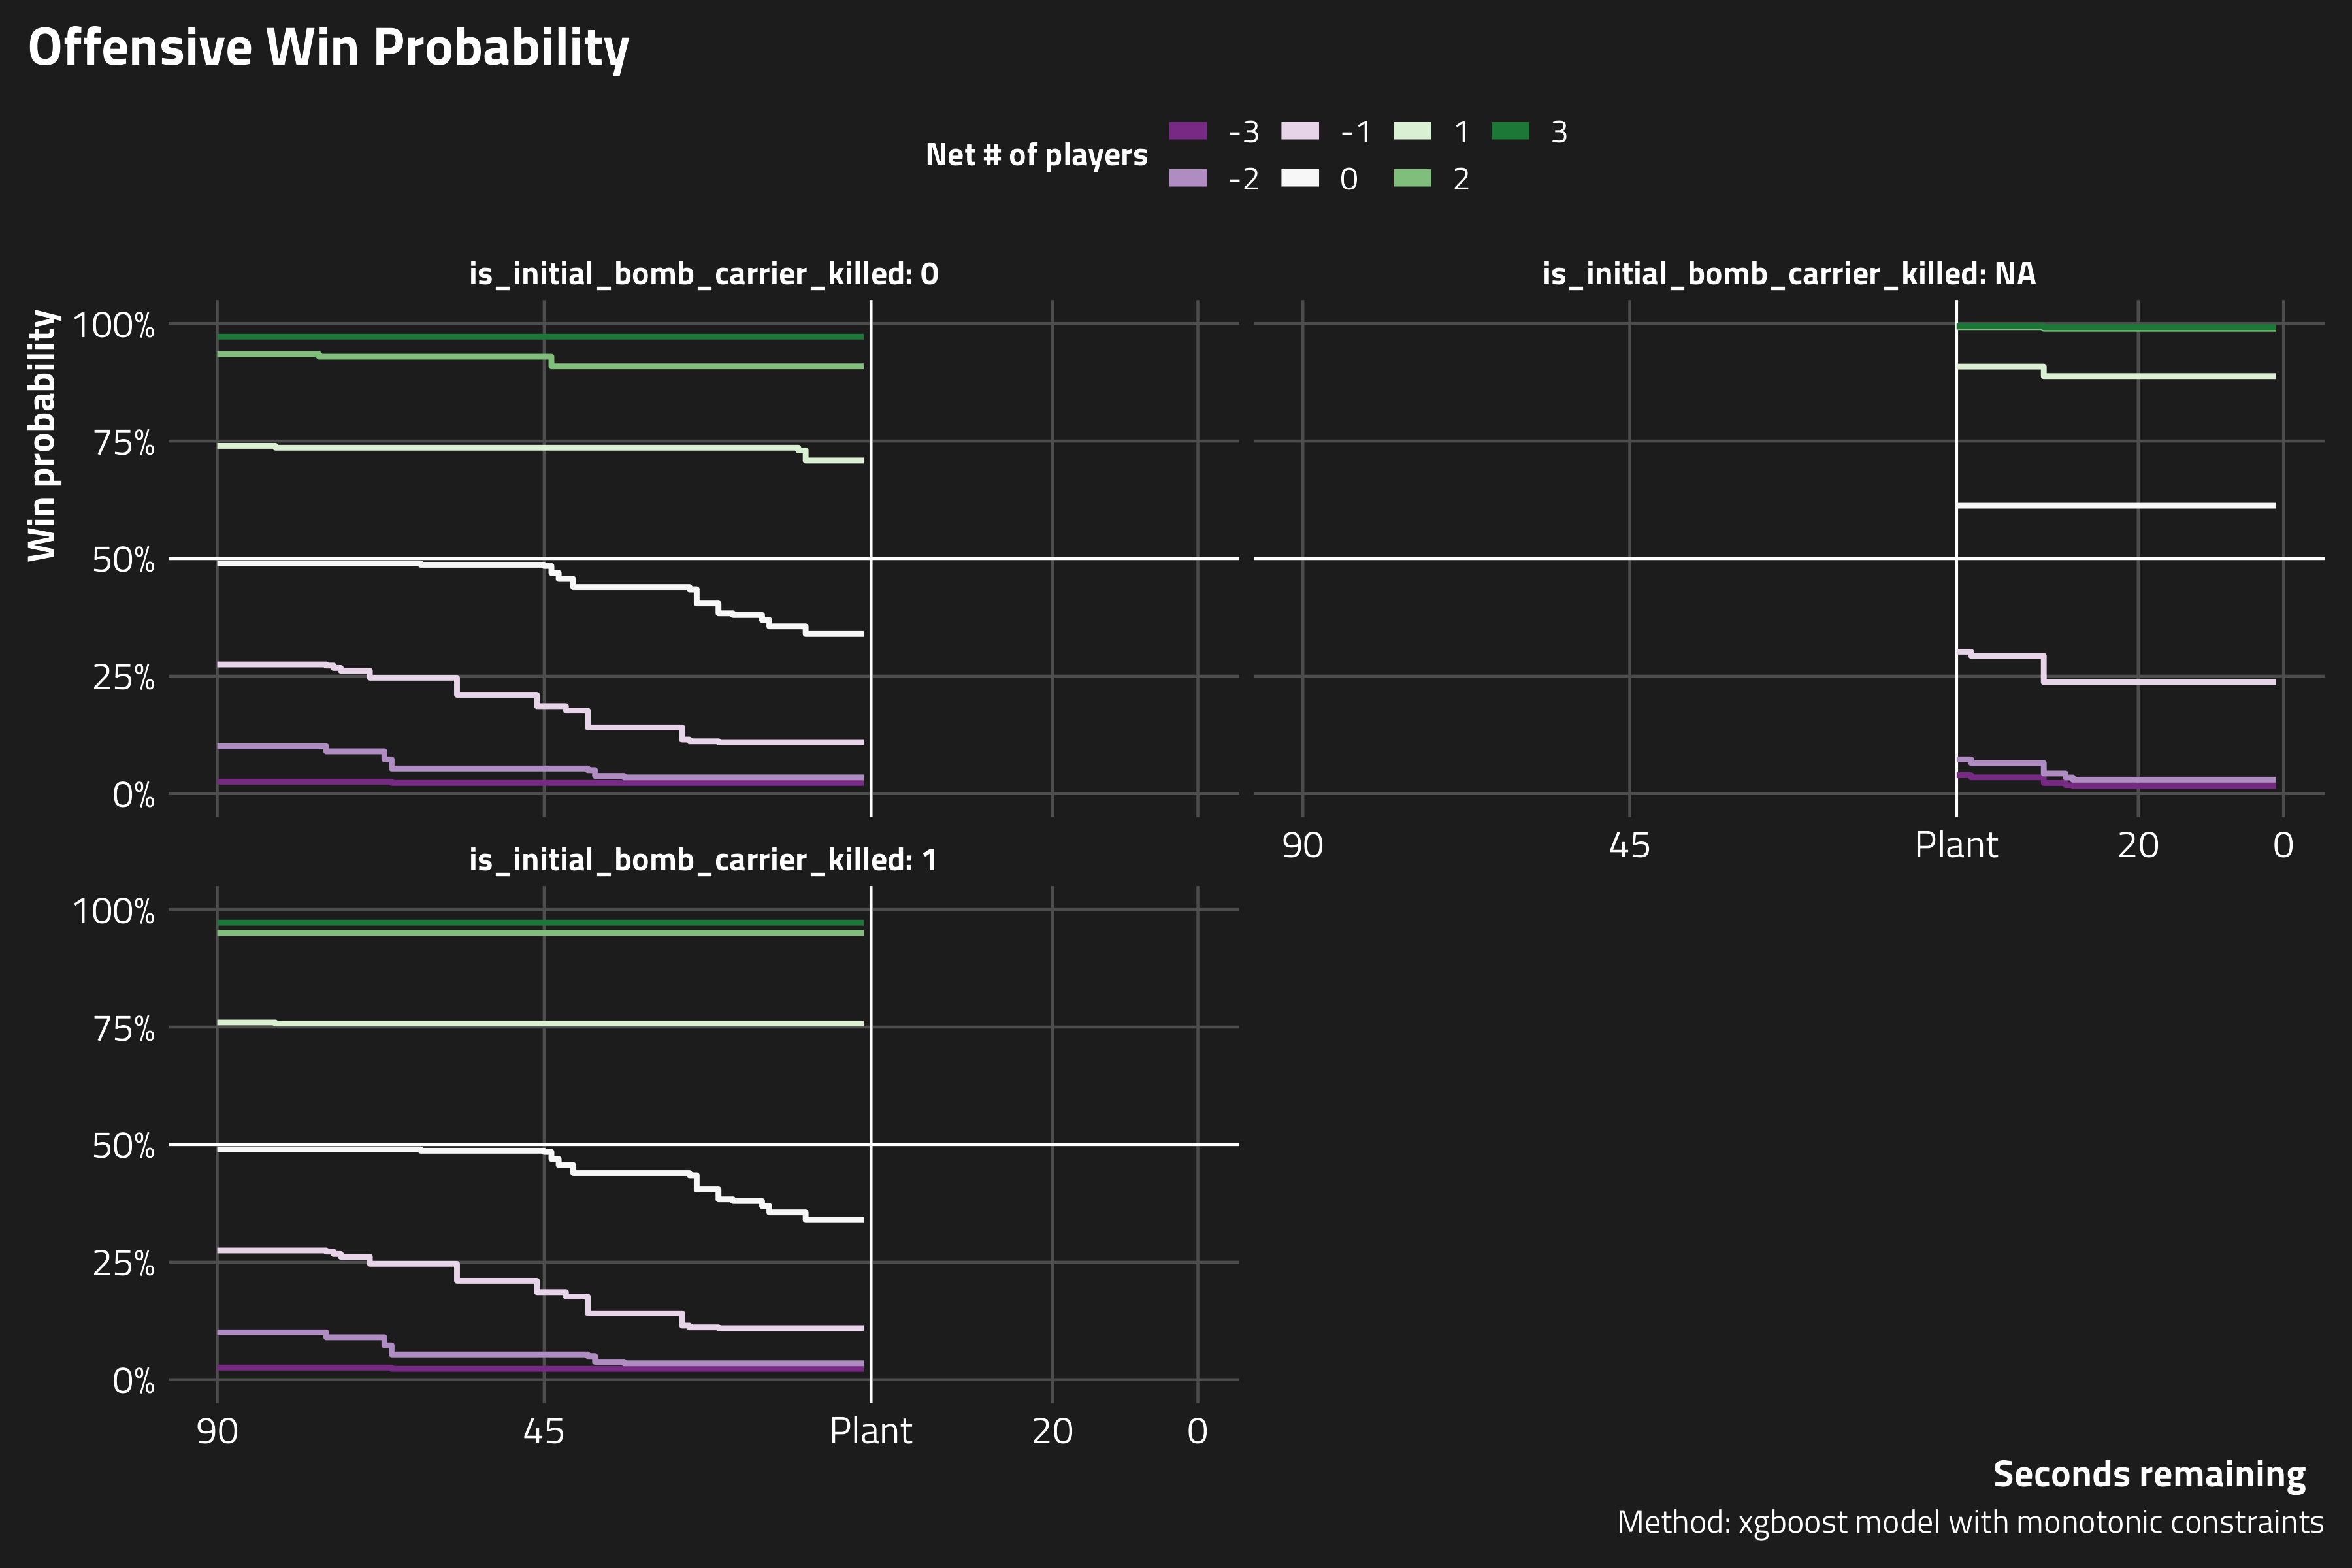 Offensive Win Probability
Net # of players
-3 -1 1 3
-2 0 2
is_initial_bomb_carrier_killed: 0
is_initial_bomb_carrier_killed: NA
Win probability
100%
75%
50%
25%
0%
90 45 Plant 20 0
is_initial_bomb_carrier_killed: 1
100%
75%
50%
25%
0%
90 45 Plant 20 0
Seconds remaining
Method: xgboost model with monotonic constraints